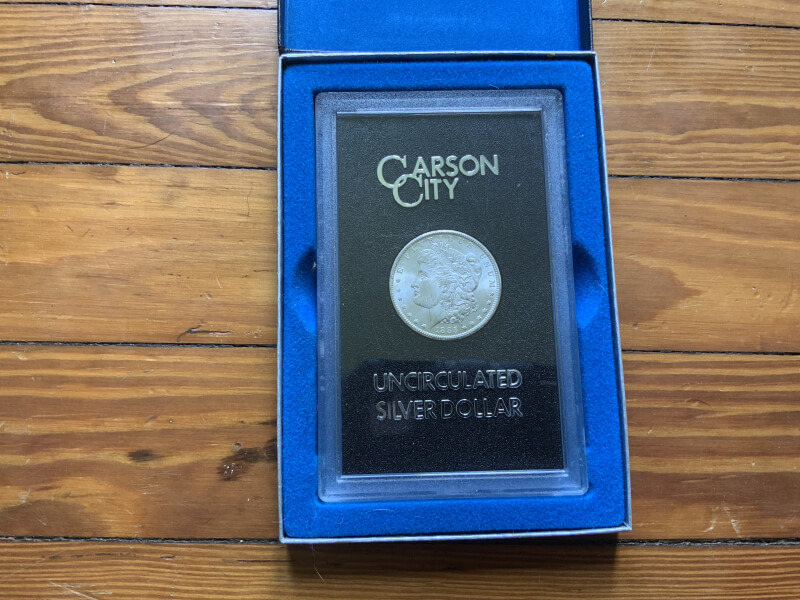 CARSON
CITY
UNCIRCULATED
SILVER DOLLAR